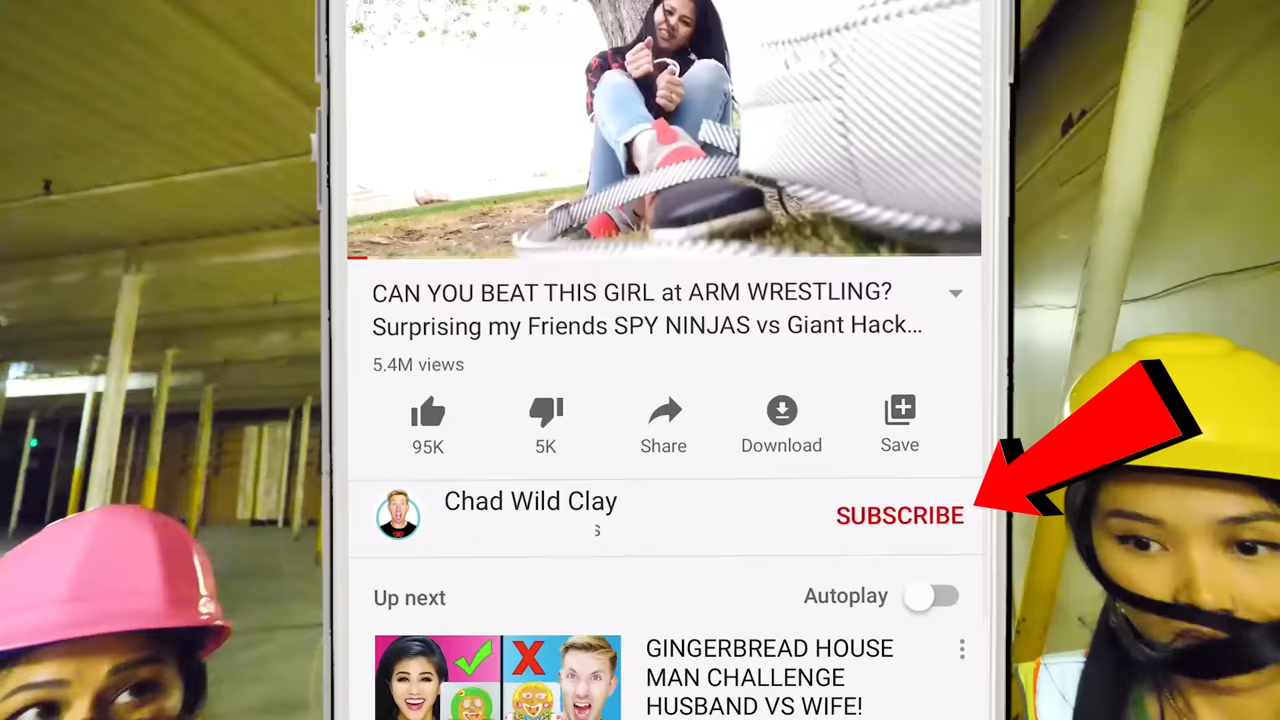 CAN YOU BEAT THIS GIRL at ARM WRESTLING?
Surprising my Friends SPY NINJAS vs Giant Hack...
5.4M views
95K
5K
Share
Download
Save
Chad Wild Clay
s
SUBSCRIBE
Up next
Autoplay
GINGERBREAD HOUSE
MAN CHALLENGE
HUSBAND VS WIFE!